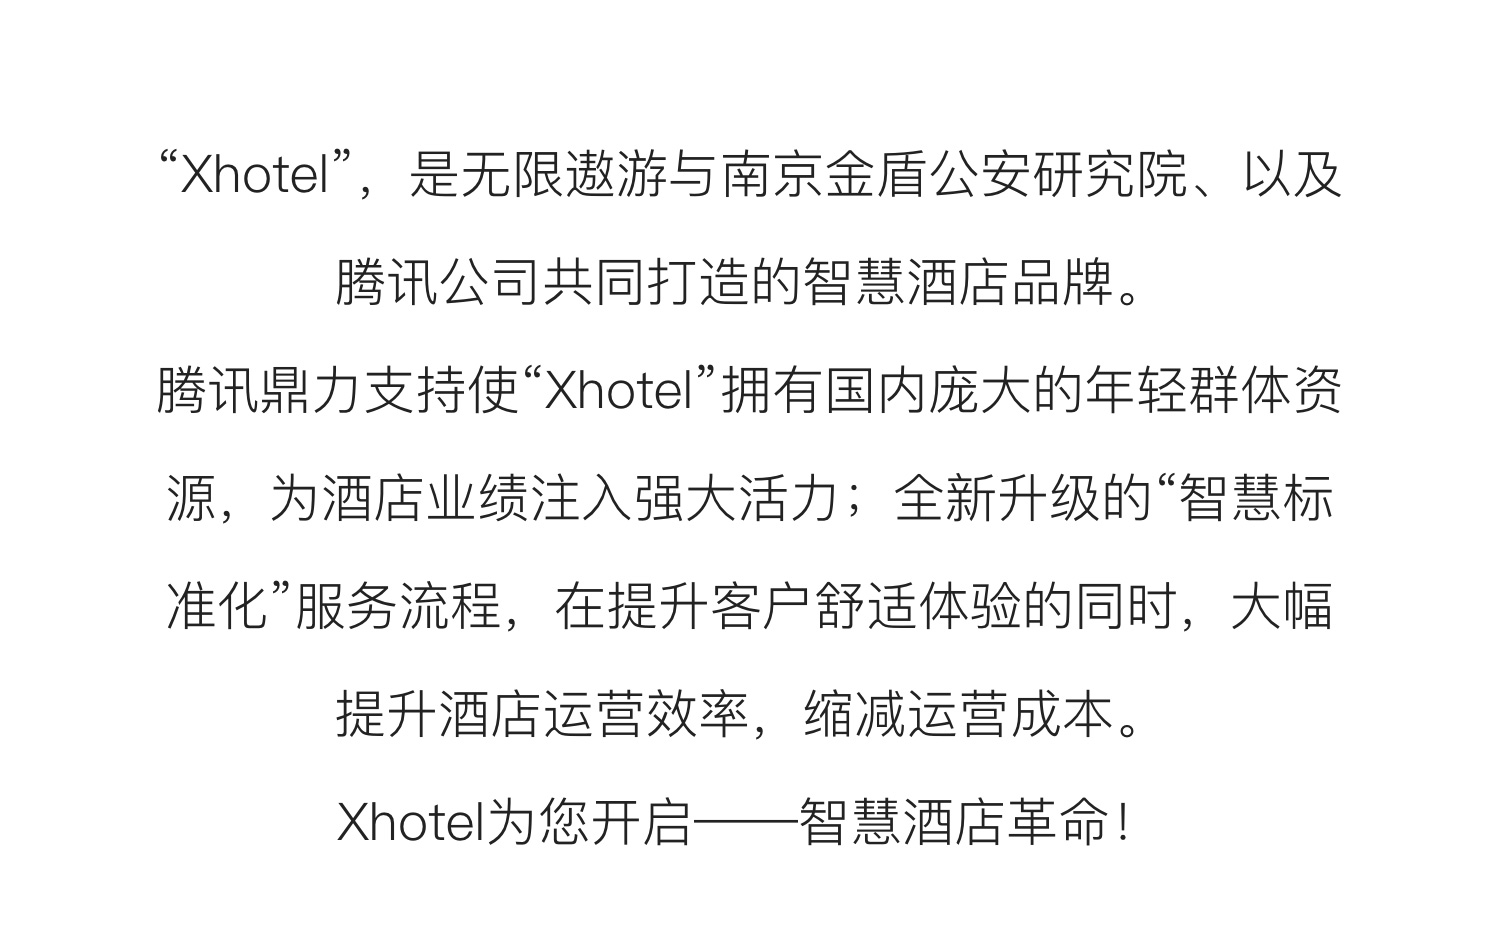 “Xhotel”，是无限遨游与南京金盾公安研究院、以及
腾讯公司共同打造的智慧酒店品牌。
腾讯鼎力支持使“Xhotel”拥有国内庞大的年轻群体资
源，为酒店业绩注入强大活力；全新升级的“智慧标
准化”服务流程，在提升客户舒适体验的同时，大幅
提升酒店运营效率，缩减运营成本。
Xhotel为您开启——智慧酒店革命！